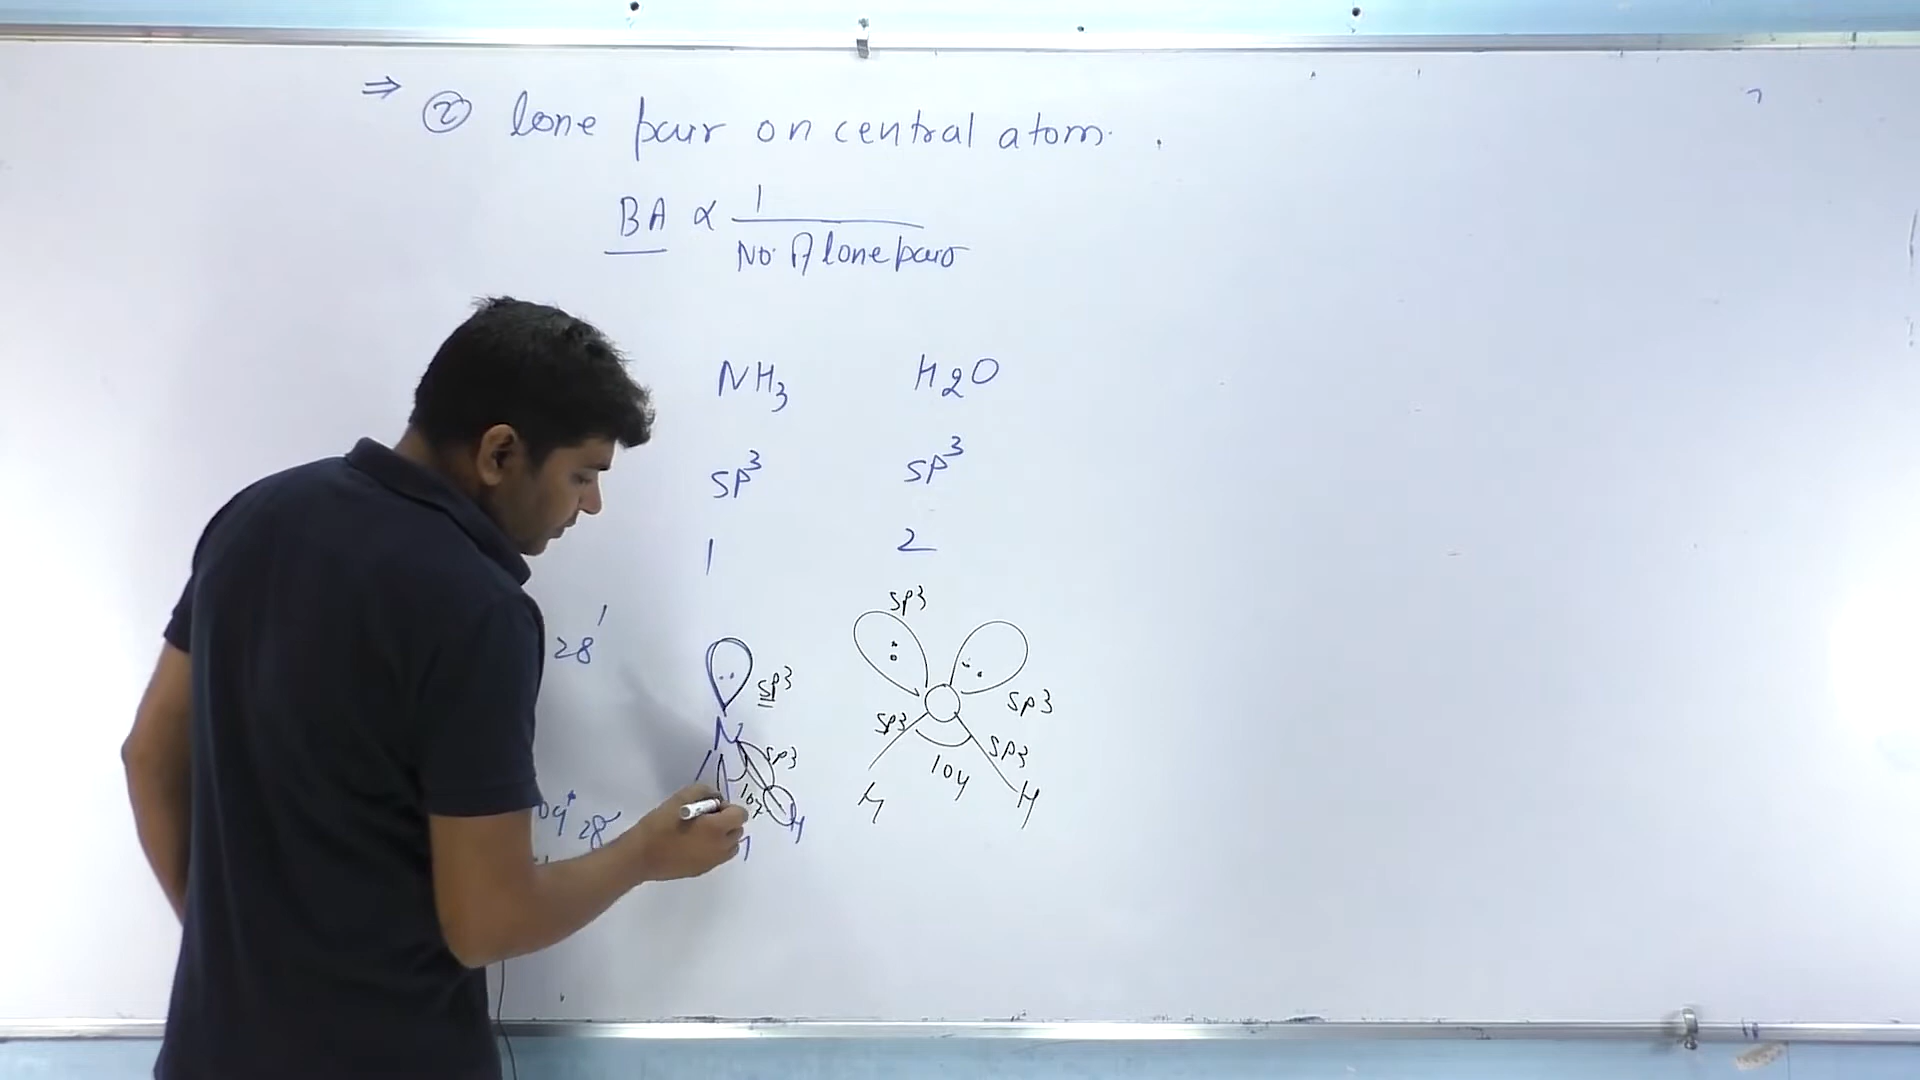 ⇒ ② lone pair on central atom.
BA ∝ 1
No. of lone pair
NH3 H2O
sp3 sp3
1 2
sp3
28'
sp3 sp3
N sp3
sp3 sp3
104
109° 28' 107 H H H